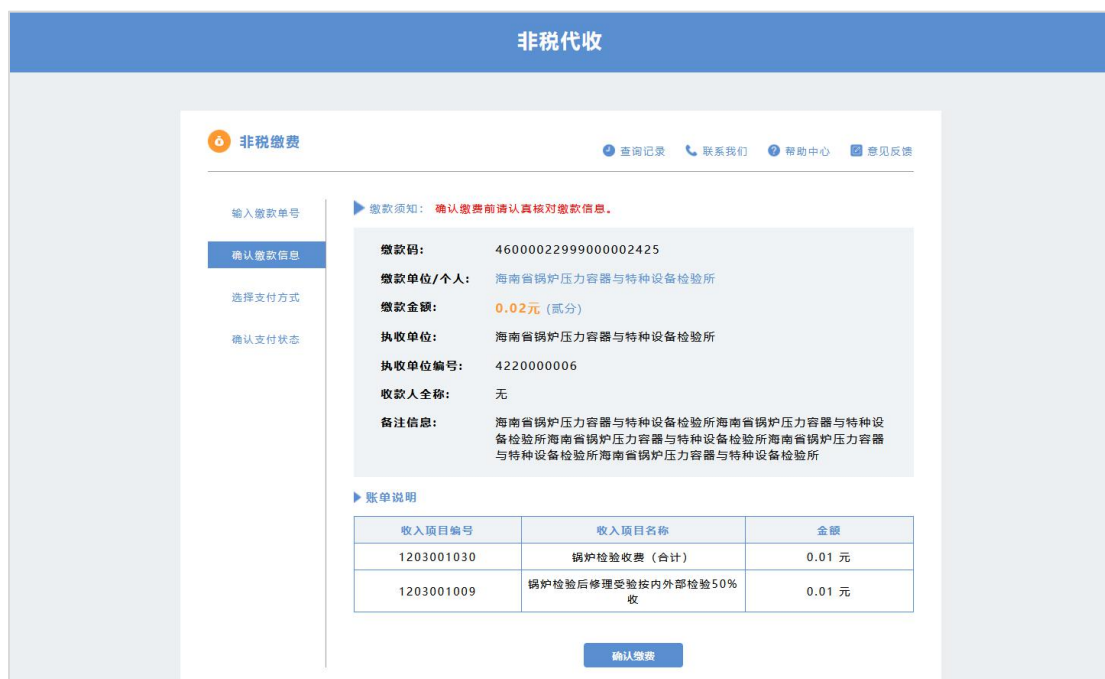 非税代收
非税缴费
查询记录 联系我们 帮助中心 意见反馈
输入缴款单号
确认缴款信息
选择支付方式
确认支付状态
缴款须知: 确认缴费前请认真核对缴款信息。
缴款码: 46000022999000002425
缴款单位/个人: 海南省锅炉压力容器与特种设备检验所
缴款金额: 0.02元 (贰分)
执收单位: 海南省锅炉压力容器与特种设备检验所
执收单位编号: 4220000006
收款人全称: 无
备注信息: 海南省锅炉压力容器与特种设备检验所海南省锅炉压力容器与特种设
备检验所海南省锅炉压力容器与特种设备检验所海南省锅炉压力容器
与特种设备检验所海南省锅炉压力容器与特种设备检验所
账单说明
收入项目编号 收入项目名称 金额
1203001030 锅炉检验收费（合计） 0.01 元
1203001009 锅炉检验后修理受验按内外部检验50% 0.01 元
收
确认缴费